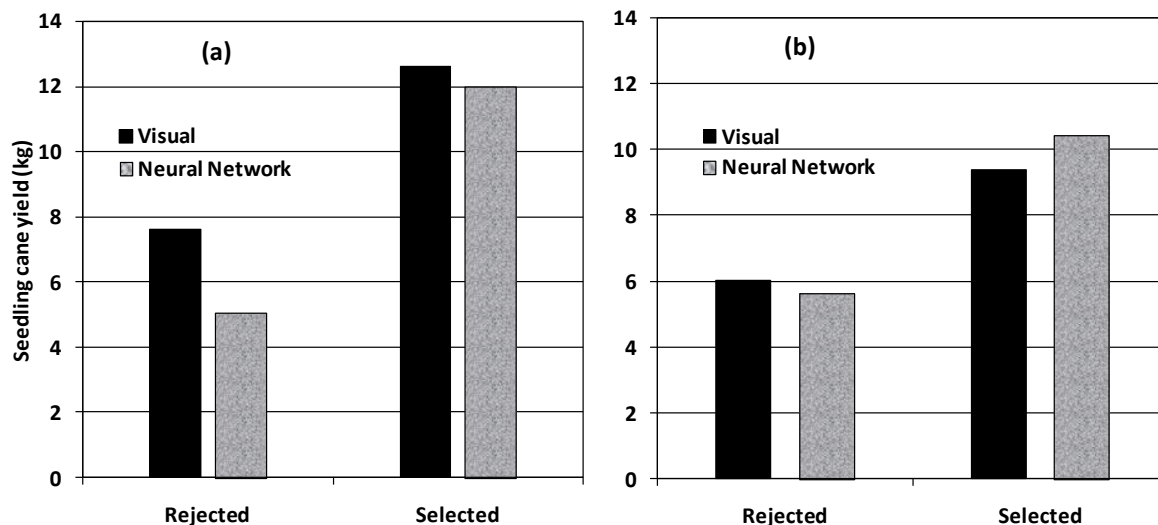 Seedling cane yield (kg)
14
12
10
8
6
4
2
0
(a)
Visual
Neural Network
Rejected Selected
14
12
10
8
6
4
2
0
(b)
Visual
Neural Network
Rejected Selected